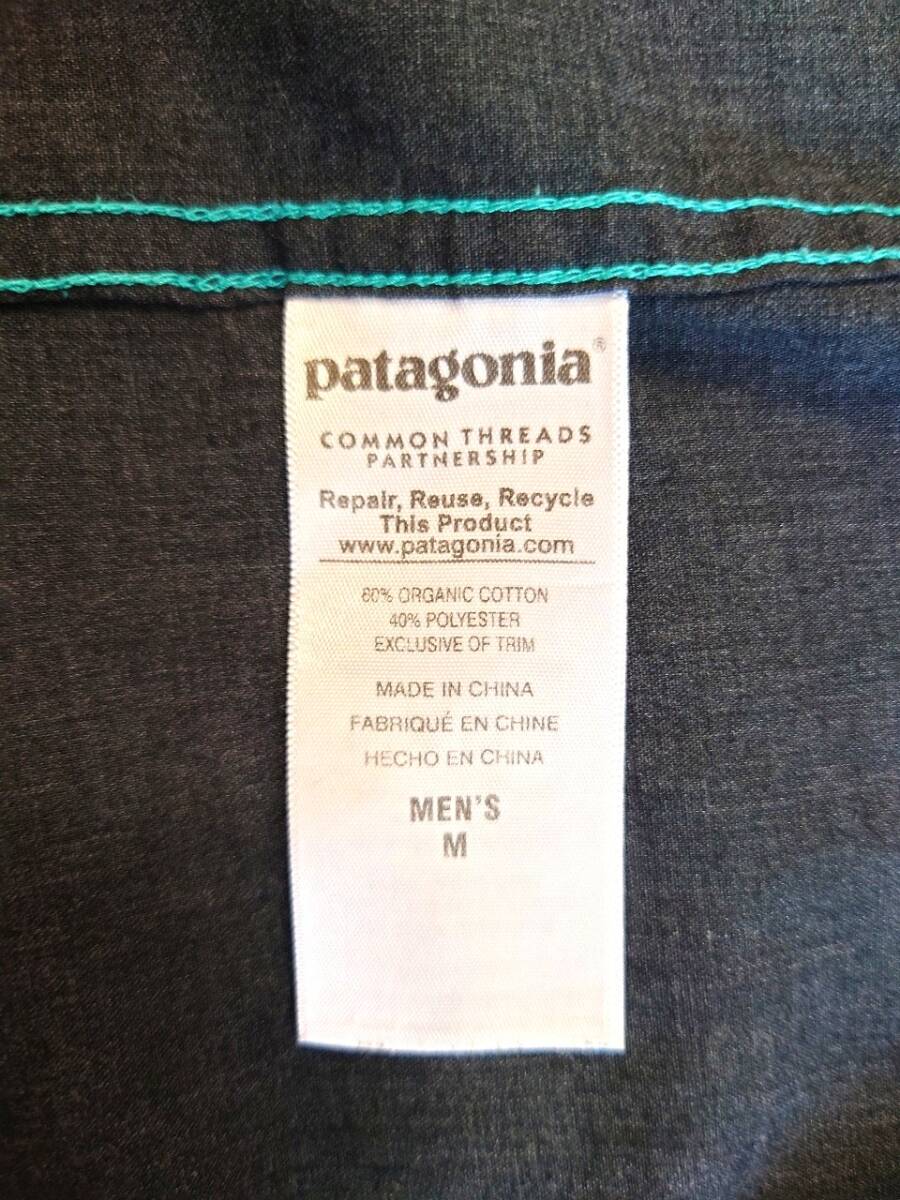 patagonia®
COMMON THREADS
PARTNERSHIP
Repair, Reuse, Recycle
This Product
www.patagonia.com
60% ORGANIC COTTON
40% POLYESTER
EXCLUSIVE OF TRIM
MADE IN CHINA
FABRIQUÉ EN CHINE
HECHO EN CHINA
MEN'S
M